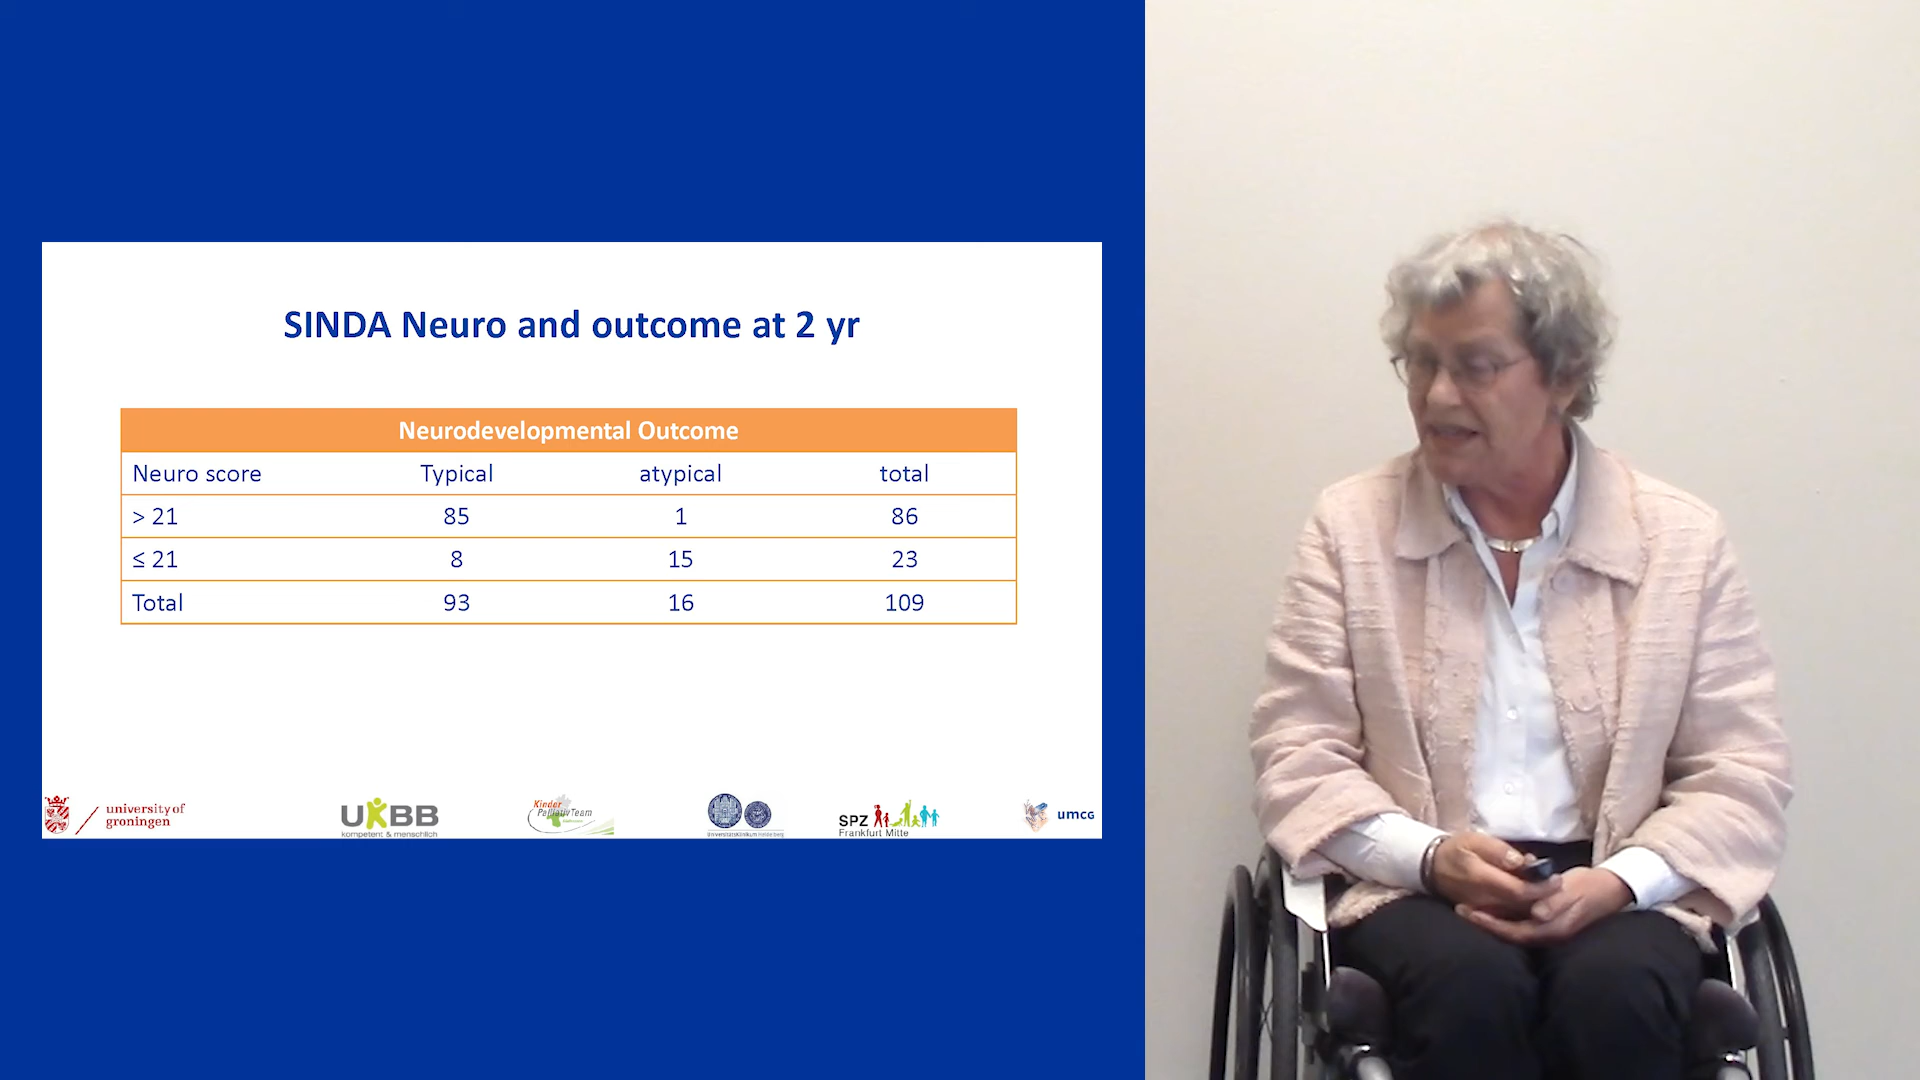 SINDA Neuro and outcome at 2 yr
Neurodevelopmental Outcome
Neuro score Typical atypical total
> 21 85 1 86
≤ 21 8 15 23
Total 93 16 109
university of
groningen
UKBB
kompetent & menschlich
Kinder
PalliativTeam
UniversitätsKlinikum Heidelberg
SPZ
Frankfurt Mitte
umcg